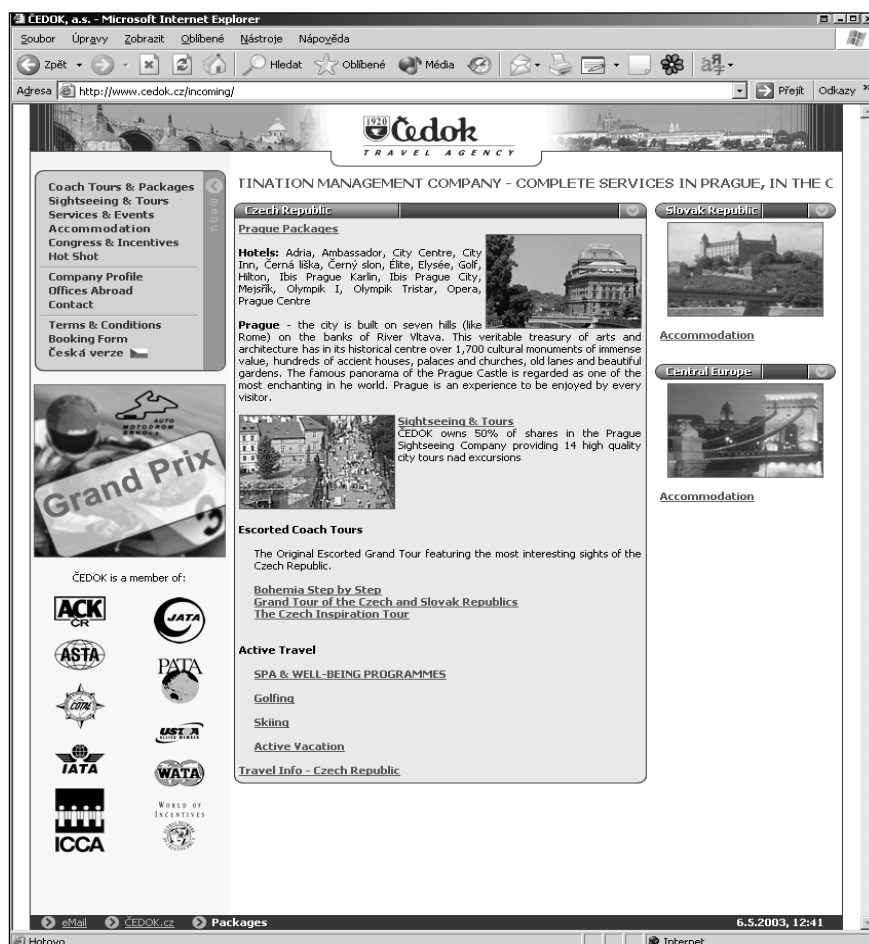 ČEDOK, a.s. - Microsoft Internet Explorer
Soubor Úpravy Zobrazit Oblíbené Nástroje Nápověda
Zpět Hledat Oblíbené Média
Adresa http://www.cedok.cz/incoming/ Přejít Odkazy
1920 Čedok
TRAVEL AGENCY
TINATION MANAGEMENT COMPANY - COMPLETE SERVICES IN PRAGUE, IN THE C
Coach Tours & Packages
Sightseeing & Tours
Services & Events
Accommodation
Congress & Incentives
Hot Shot
Company Profile
Offices Abroad
Contact
Terms & Conditions
Booking Form
Česká verze
menu
AUTO
MOTODROM
BRNO a.s.
Grand Prix
3
ČEDOK is a member of:
ACK
CR
JATA
ASTA
PATA
COTAL
USTOA
ALLIED MEMBER
IATA
WATA
ICCA
WORLD OF
INCENTIVES
Czech Republic
Prague Packages
Hotels: Adria, Ambassador, City Centre, City
Inn, Černá liška, Černý slon, Élite, Elysée, Golf,
Hilton, Ibis Prague Karlin, Ibis Prague City,
Mejsřík, Olympik I, Olympik Tristar, Opera,
Prague Centre
Prague - the city is built on seven hills (like
Rome) on the banks of River Vltava. This veritable treasury of arts and
architecture has in its historical centre over 1,700 cultural monuments of immense
value, hundreds of accient houses, palaces and churches, old lanes and beautiful
gardens. The famous panorama of the Prague Castle is regarded as one of the
most enchanting in he world. Prague is an experience to be enjoyed by every
visitor.
Sightseeing & Tours
ČEDOK owns 50% of shares in the Prague
Sightseeing Company providing 14 high quality
city tours nad excursions
Escorted Coach Tours
The Original Escorted Grand Tour featuring the most interesting sights of the
Czech Republic.
Bohemia Step by Step
Grand Tour of the Czech and Slovak Republics
The Czech Inspiration Tour
Active Travel
SPA & WELL-BEING PROGRAMMES
Golfing
Skiing
Active Vacation
Travel Info - Czech Republic
Slovak Republic
Accommodation
Central Europe
Accommodation
eMail ČEDOK.cz Packages 6.5.2003, 12:41
Hotovo Internet